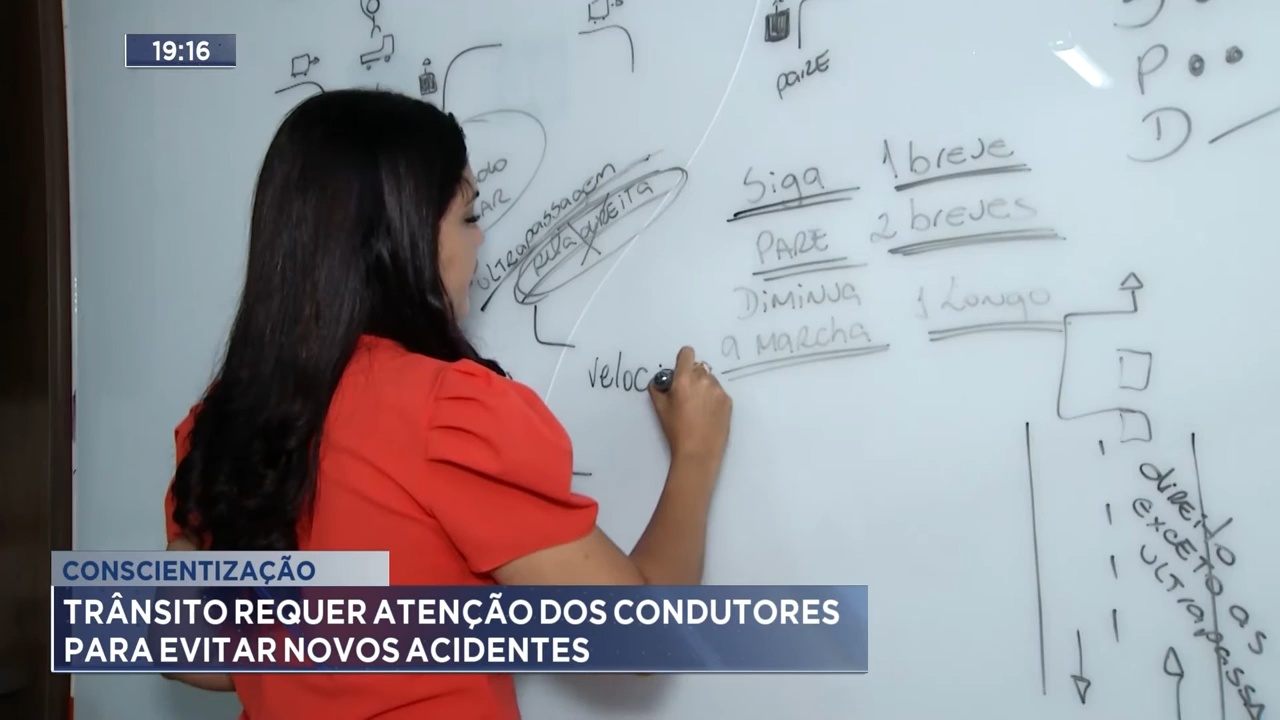 19:16
PARE
Siga 1 breve
PARE 2 breves
Diminua 1 Longo
a marcha
ULTRAPASSAGEM
PELA DIREITA
veloci
P
D
direito
exceto as
ULTRAPASSA
CONSCIENTIZAÇÃO
TRÂNSITO REQUER ATENÇÃO DOS CONDUTORES
PARA EVITAR NOVOS ACIDENTES